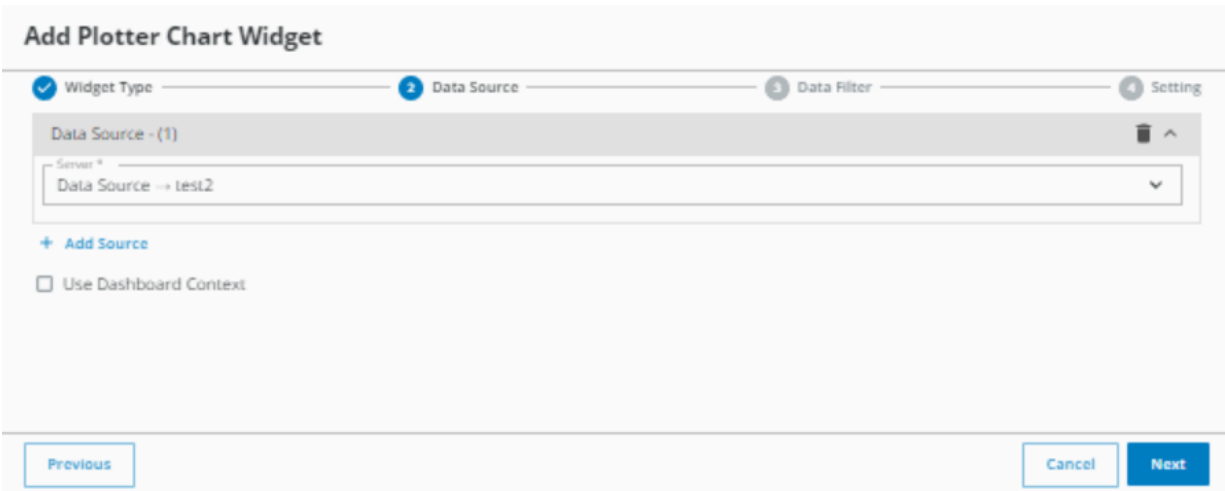 Add Plotter Chart Widget
Widget Type 2 Data Source 3 Data Filter 4 Setting
Data Source - (1)
Server *
Data Source → test2
+ Add Source
Use Dashboard Context
Previous Cancel Next